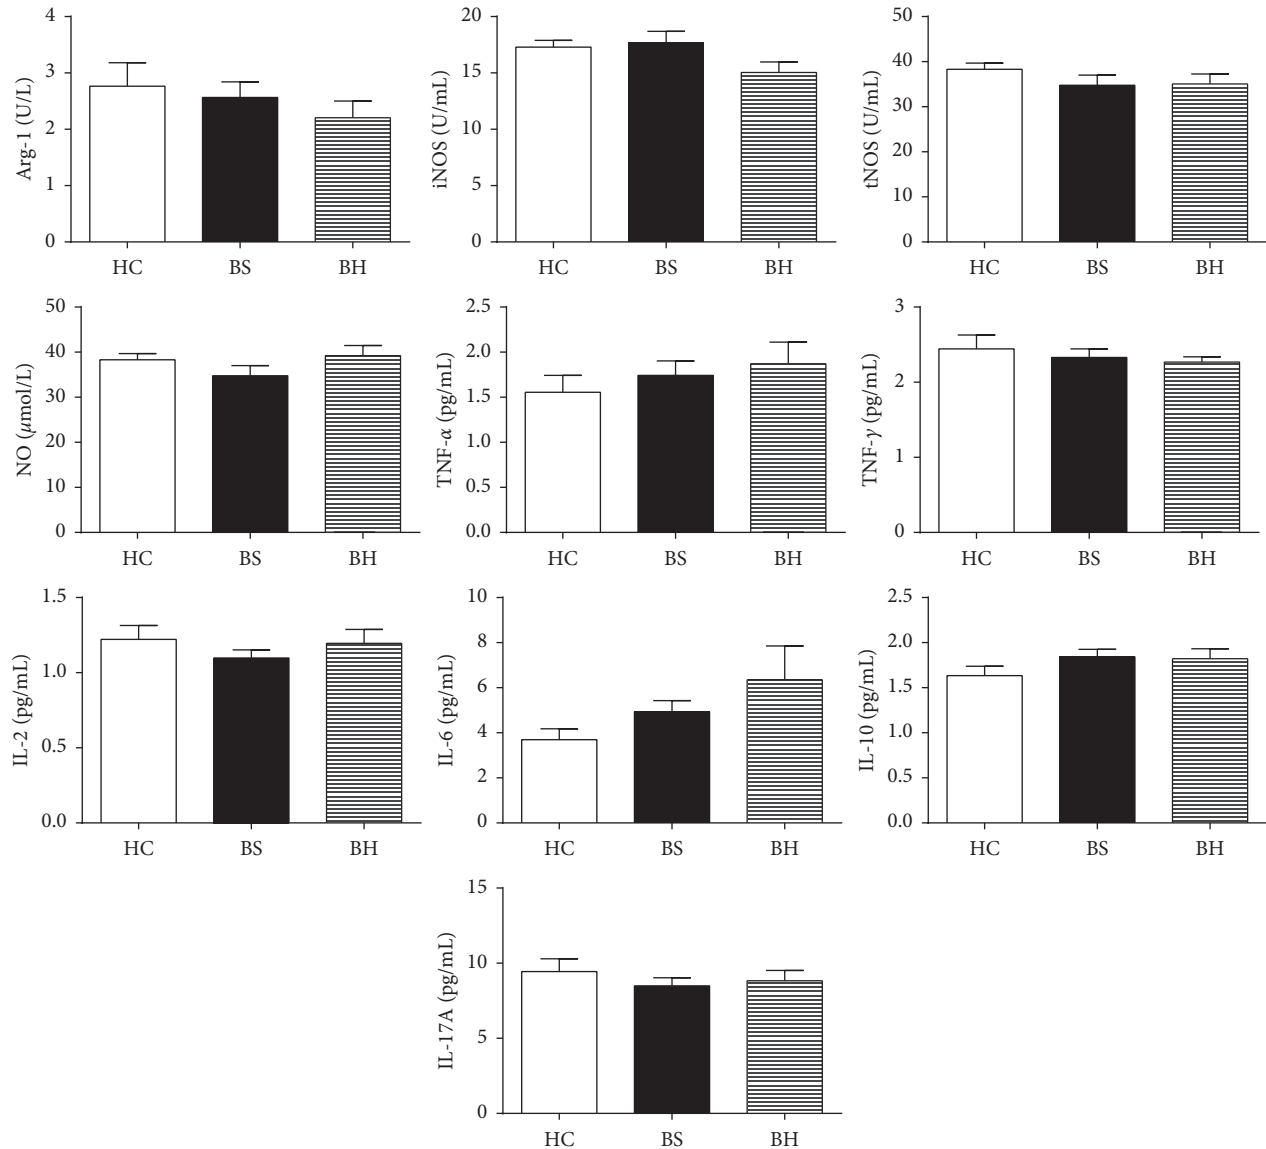 Arg-1 (U/L)
4
3
2
1
0
HC BS BH
iNOS (U/mL)
20
15
10
5
0
HC BS BH
tNOS (U/mL)
50
40
30
20
10
0
HC BS BH
NO (μmol/L)
50
40
30
20
10
0
HC BS BH
TNF-α (pg/mL)
2.5
2.0
1.5
1.0
0.5
0.0
HC BS BH
TNF-γ (pg/mL)
3
2
1
0
HC BS BH
IL-2 (pg/mL)
1.5
1.0
0.5
0.0
HC BS BH
IL-6 (pg/mL)
10
8
6
4
2
0
HC BS BH
IL-10 (pg/mL)
2.5
2.0
1.5
1.0
0.5
0.0
HC BS BH
IL-17A (pg/mL)
15
10
5
0
HC BS BH